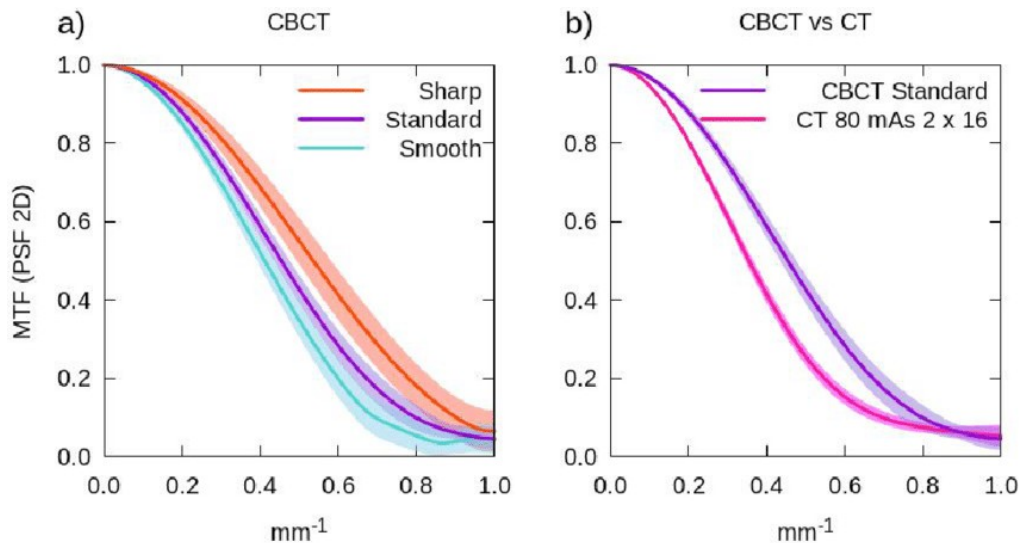 a) CBCT
b) CBCT vs CT
MTF (PSF 2D)
1.0
0.8
0.6
0.4
0.2
0.0
Sharp
Standard
Smooth
0.0 0.2 0.4 0.6 0.8 1.0
mm-1
1.0
0.8
0.6
0.4
0.2
0.0
CBCT Standard
CT 80 mAs 2 x 16
0.0 0.2 0.4 0.6 0.8 1.0
mm-1